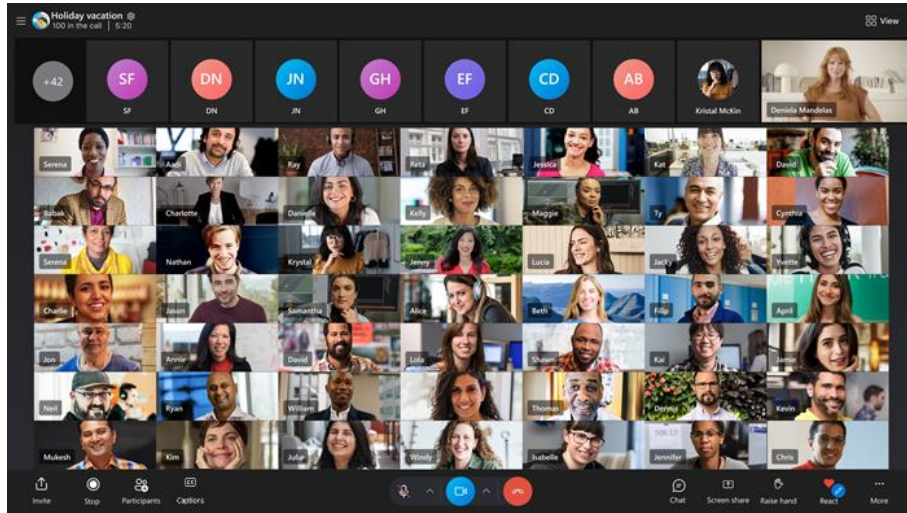 Holiday vacation
100 in the call | 5:20
View
+42
SF
DN
JN
GH
EF
CD
AB
SF
DN
JN
GH
EF
CD
AB
Kristal McKin
Deniela Mandelas
Serena
Aadi
Ray
Reta
Jessica
Kat
David
Babak
Charlotte
Danielle
Kelly
Maggie
Ty
Cynthia
Serena
Nathan
Krystal
Jenny
Lucia
Jacky
Yvette
Charlie
Jason
Samantha
Alice
Beth
Filip
April
Jon
Annie
David
Lola
Shawn
Kai
Jamin
Neil
Ryan
William
Thomas
Dennis
Kevin
Mukesh
Kim
Julia
Windy
Isabelle
Jennifer
Chris
Invite
Stop
Participants
CC
Captions
Chat
Screen share
Raise hand
React
More